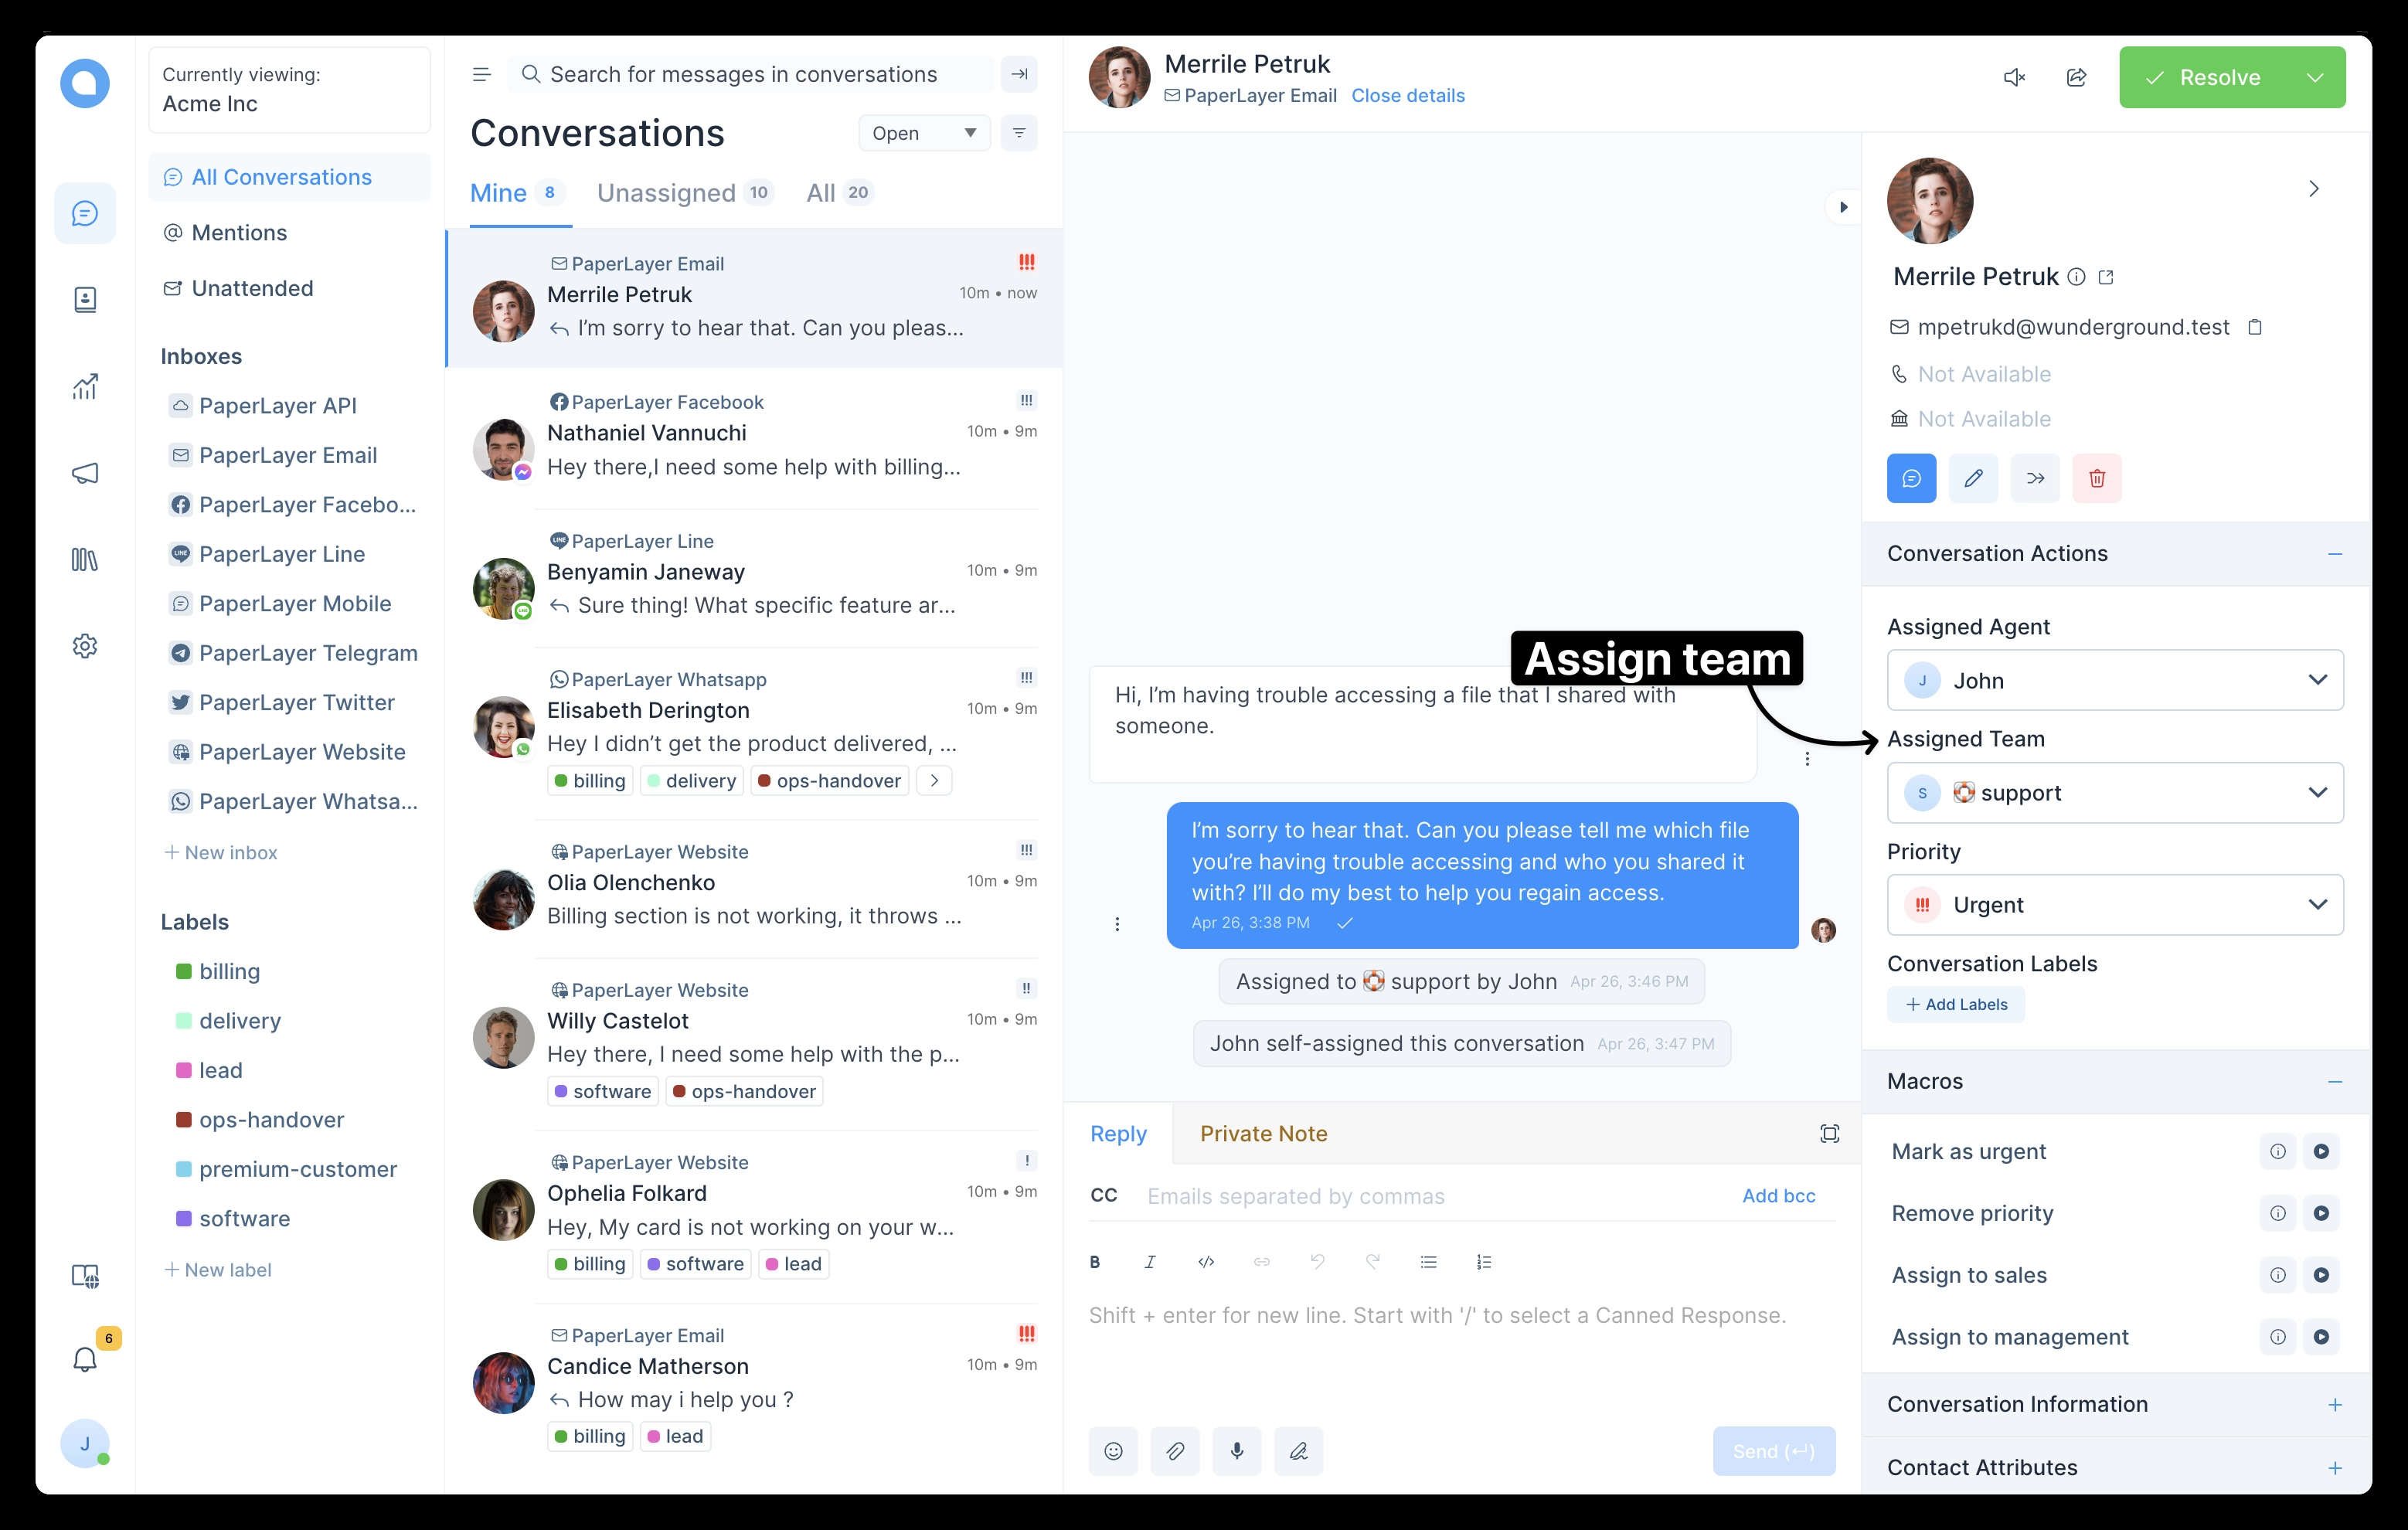 Currently viewing:
Acme Inc
All Conversations
Mentions
Unattended
Inboxes
PaperLayer API
PaperLayer Email
PaperLayer Facebo...
PaperLayer Line
PaperLayer Mobile
PaperLayer Telegram
PaperLayer Twitter
PaperLayer Website
PaperLayer Whatsa...
+ New inbox
Labels
billing
delivery
lead
ops-handover
premium-customer
software
+ New label
6
J
Search for messages in conversations
Conversations
Open
Mine 8 Unassigned 10 All 20
PaperLayer Email !!!
Merrile Petruk 10m • now
I’m sorry to hear that. Can you pleas...
PaperLayer Facebook !!!
Nathaniel Vannuchi 10m • 9m
Hey there,I need some help with billing...
LINE PaperLayer Line
Benyamin Janeway 10m • 9m
Sure thing! What specific feature ar...
PaperLayer Whatsapp !!!
Elisabeth Derington 10m • 9m
Hey I didn’t get the product delivered, ...
billing delivery ops-handover
PaperLayer Website !!!
Olia Olenchenko 10m • 9m
Billing section is not working, it throws ...
PaperLayer Website !!
Willy Castelot 10m • 9m
Hey there, I need some help with the p...
software ops-handover
PaperLayer Website !
Ophelia Folkard 10m • 9m
Hey, My card is not working on your w...
billing software lead
PaperLayer Email !!!
Candice Matherson 10m • 9m
How may i help you ?
billing lead
Merrile Petruk
PaperLayer Email Close details
Resolve
Assign team
Hi, I’m having trouble accessing a file that I shared with
someone.
I’m sorry to hear that. Can you please tell me which file
you’re having trouble accessing and who you shared it
with? I’ll do my best to help you regain access.
Apr 26, 3:38 PM
Assigned to 🛟 support by John Apr 26, 3:46 PM
John self-assigned this conversation Apr 26, 3:47 PM
Reply Private Note
CC Emails separated by commas Add bcc
B I </>
Shift + enter for new line. Start with '/' to select a Canned Response.
Send (↵)
Merrile Petruk
mpetrukd@wunderground.test
Not Available
Not Available
Conversation Actions
Assigned Agent
J John
Assigned Team
S 🛟 support
Priority
!!! Urgent
Conversation Labels
+ Add Labels
Macros
Mark as urgent
Remove priority
Assign to sales
Assign to management
Conversation Information
Contact Attributes